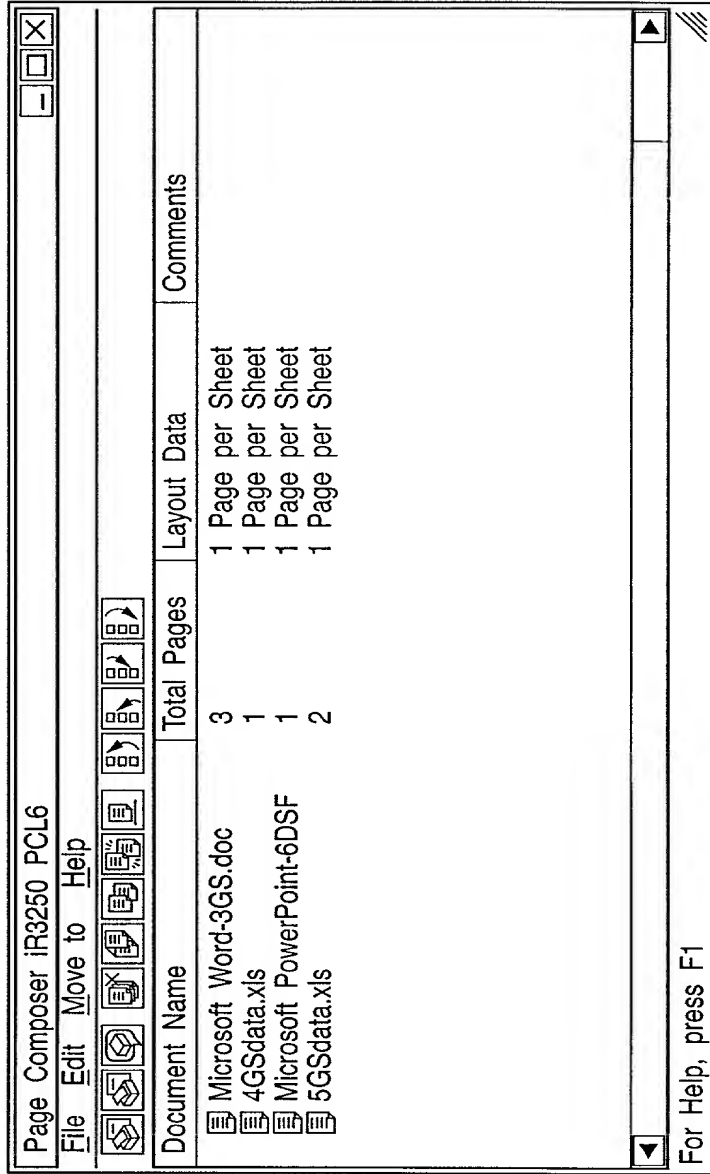 Page Composer iR3250 PCL6
File Edit Move to Help
Document Name Total Pages Layout Data Comments
Microsoft Word-3GS.doc 3 1 Page per Sheet
4GSdata.xls 1 1 Page per Sheet
Microsoft PowerPoint-6DSF 1 1 Page per Sheet
5GSdata.xls 2 1 Page per Sheet
For Help, press F1